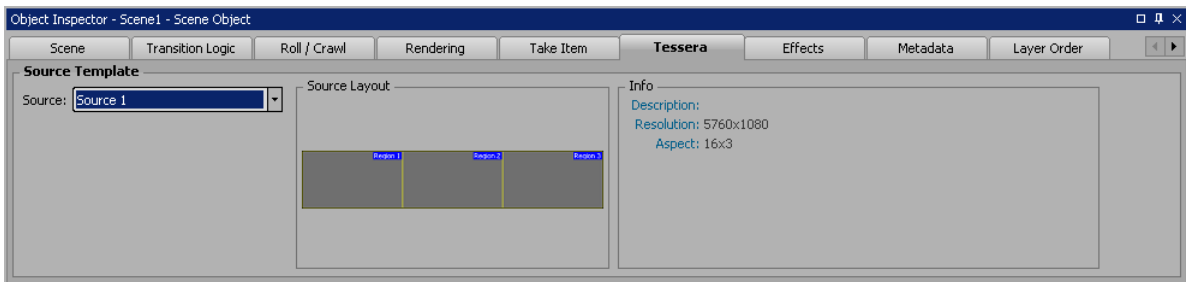 Object Inspector - Scene1 - Scene Object
Scene Transition Logic Roll / Crawl Rendering Take Item Tessera Effects Metadata Layer Order
Source Template
Source: Source 1
Source Layout
Region 1 Region 2 Region 3
Info
Description:
Resolution: 5760x1080
Aspect: 16x3